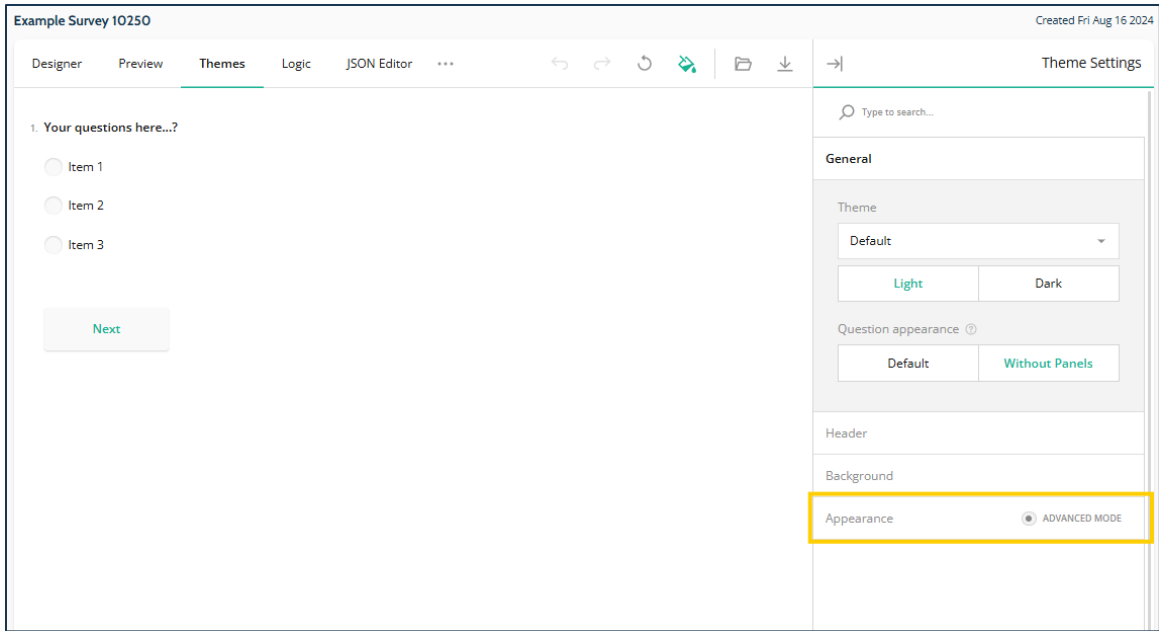 Example Survey 10250
Created Fri Aug 16 2024
Designer Preview Themes Logic JSON Editor ...
Theme Settings
Type to search...
1. Your questions here...?
Item 1
Item 2
Item 3
Next
General
Theme
Default
Light Dark
Question appearance ?
Default Without Panels
Header
Background
Appearance ADVANCED MODE